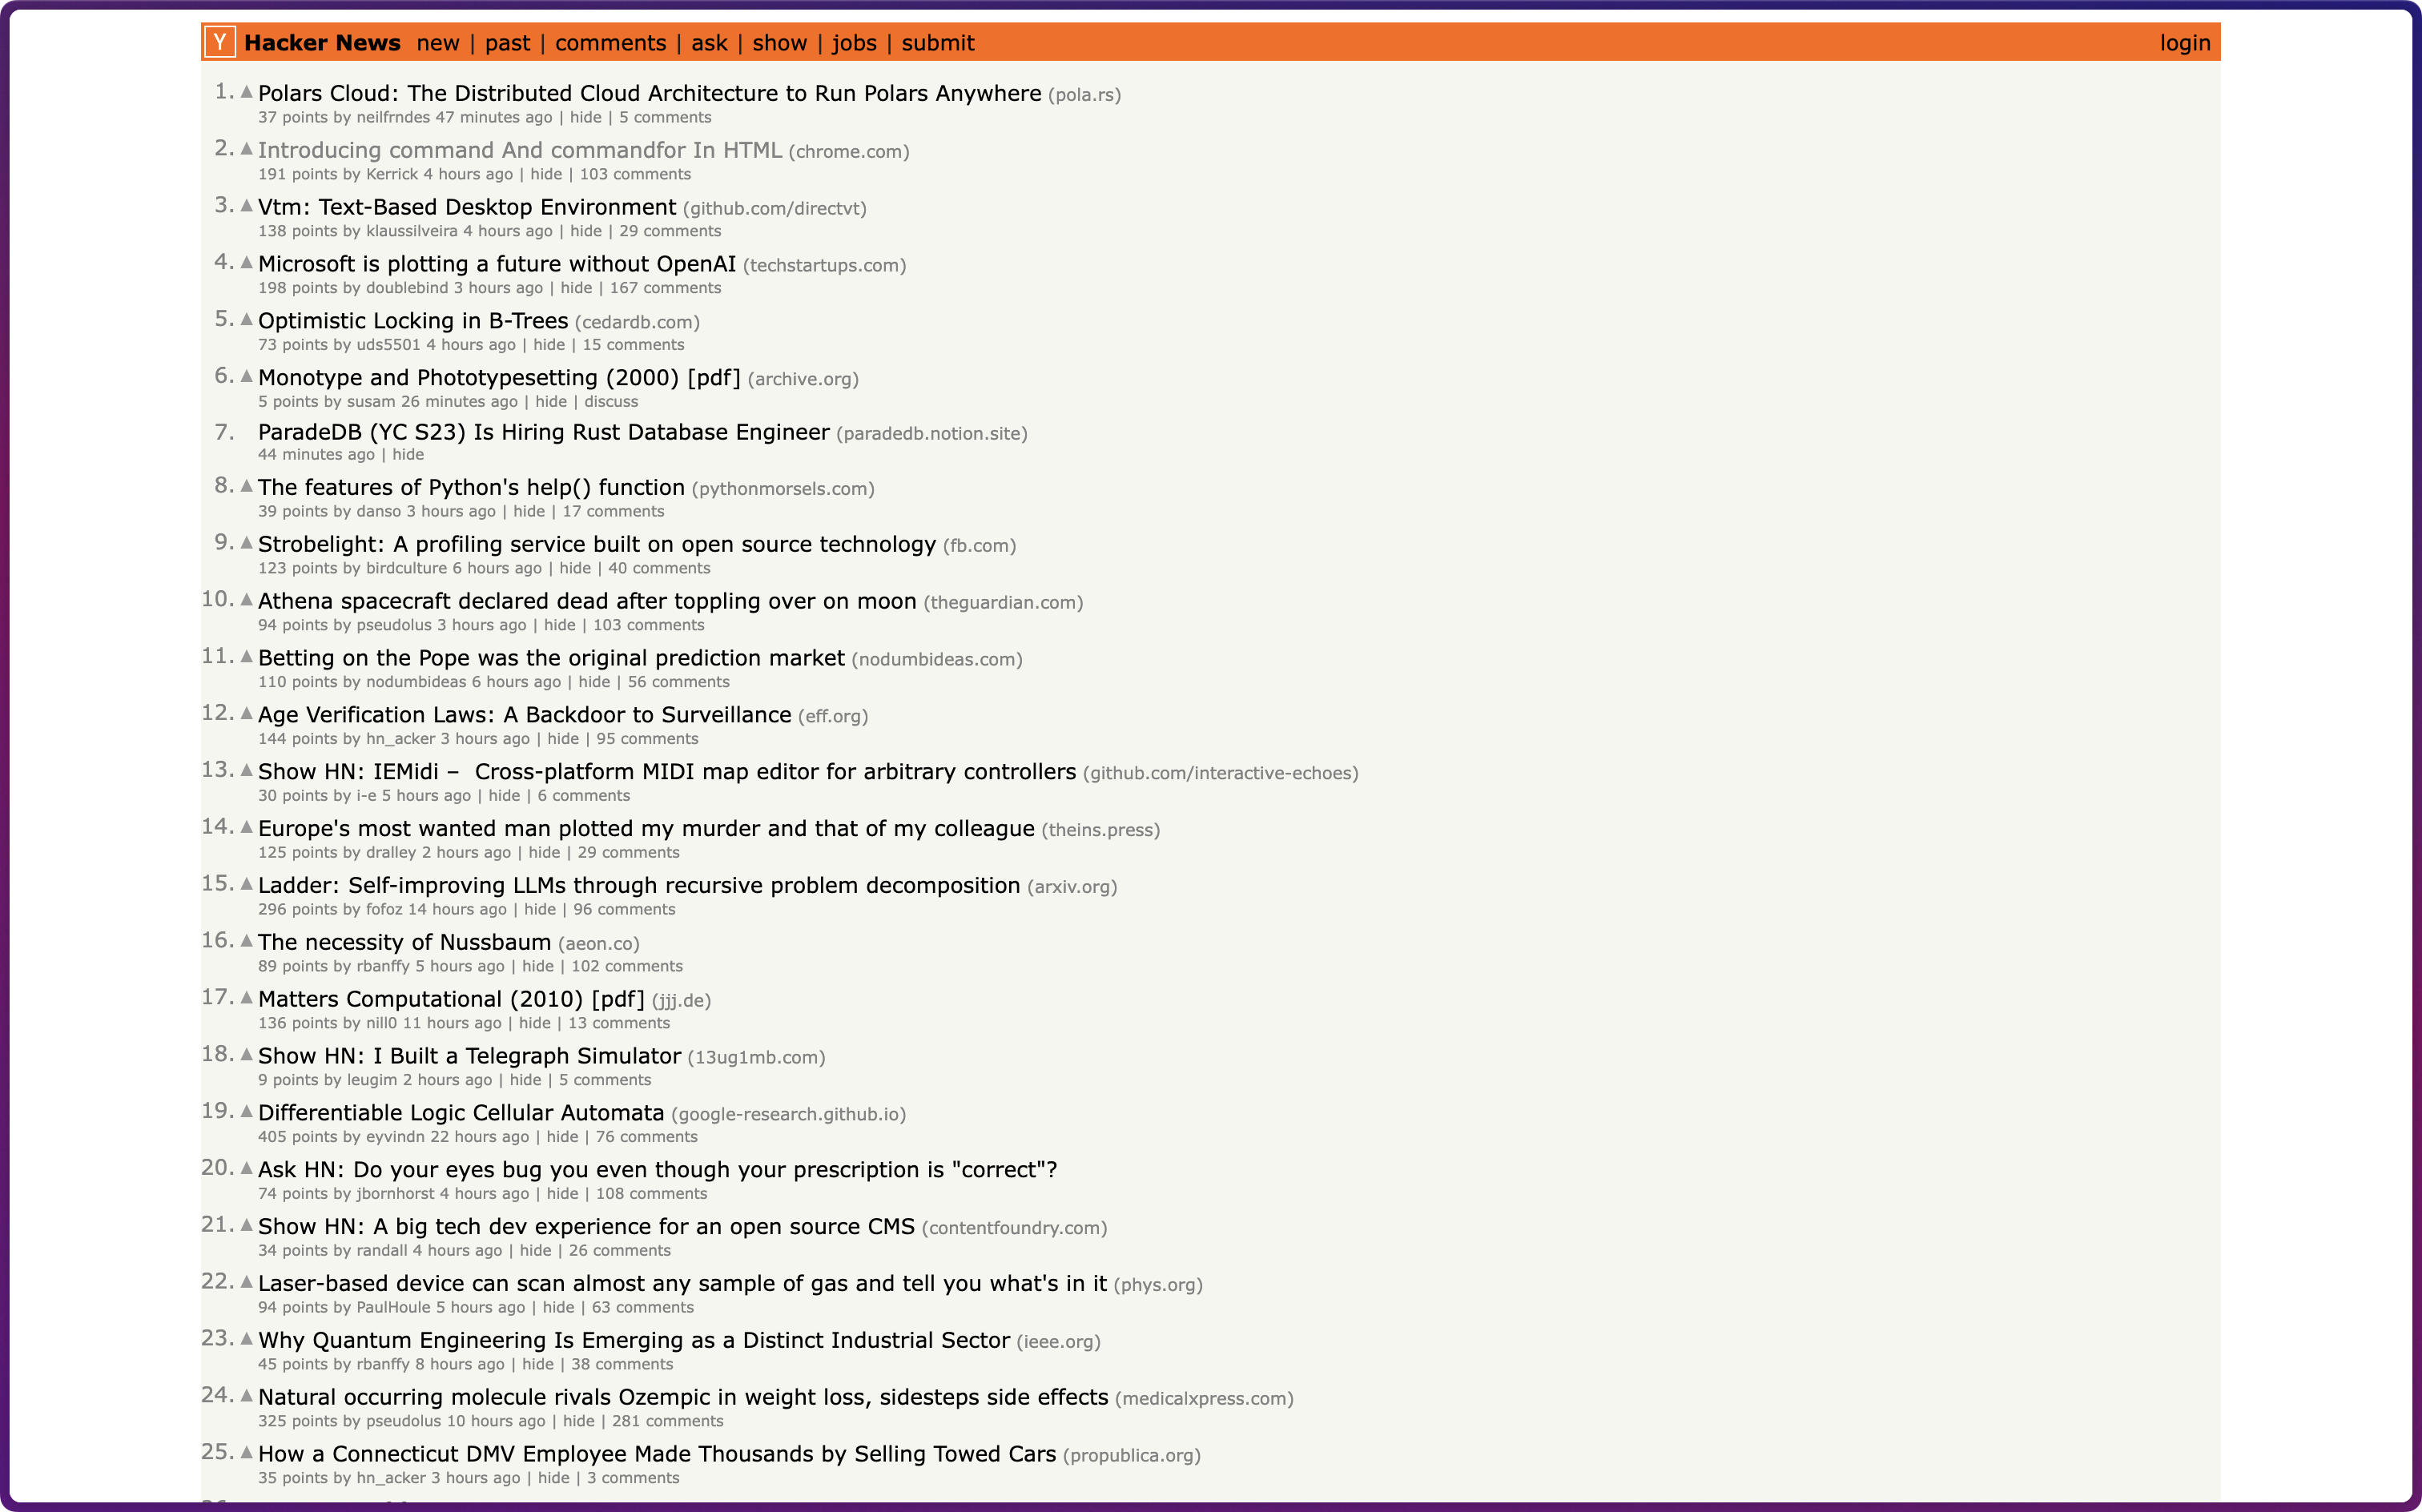 Y Hacker News new | past | comments | ask | show | jobs | submit login
1. ▲ Polars Cloud: The Distributed Cloud Architecture to Run Polars Anywhere (pola.rs)
37 points by neilfrndes 47 minutes ago | hide | 5 comments
2. ▲ Introducing command And commandfor In HTML (chrome.com)
191 points by Kerrick 4 hours ago | hide | 103 comments
3. ▲ Vtm: Text-Based Desktop Environment (github.com/directvt)
138 points by klaussilveira 4 hours ago | hide | 29 comments
4. ▲ Microsoft is plotting a future without OpenAI (techstartups.com)
198 points by doublebind 3 hours ago | hide | 167 comments
5. ▲ Optimistic Locking in B-Trees (cedardb.com)
73 points by uds5501 4 hours ago | hide | 15 comments
6. ▲ Monotype and Phototypesetting (2000) [pdf] (archive.org)
5 points by susam 26 minutes ago | hide | discuss
7. ParadeDB (YC S23) Is Hiring Rust Database Engineer (paradedb.notion.site)
44 minutes ago | hide
8. ▲ The features of Python's help() function (pythonmorsels.com)
39 points by danso 3 hours ago | hide | 17 comments
9. ▲ Strobelight: A profiling service built on open source technology (fb.com)
123 points by birdculture 6 hours ago | hide | 40 comments
10. ▲ Athena spacecraft declared dead after toppling over on moon (theguardian.com)
94 points by pseudolus 3 hours ago | hide | 103 comments
11. ▲ Betting on the Pope was the original prediction market (nodumbideas.com)
110 points by nodumbideas 6 hours ago | hide | 56 comments
12. ▲ Age Verification Laws: A Backdoor to Surveillance (eff.org)
144 points by hn_acker 3 hours ago | hide | 95 comments
13. ▲ Show HN: IEMidi – Cross-platform MIDI map editor for arbitrary controllers (github.com/interactive-echoes)
30 points by i-e 5 hours ago | hide | 6 comments
14. ▲ Europe's most wanted man plotted my murder and that of my colleague (theins.press)
125 points by dralley 2 hours ago | hide | 29 comments
15. ▲ Ladder: Self-improving LLMs through recursive problem decomposition (arxiv.org)
296 points by fofoz 14 hours ago | hide | 96 comments
16. ▲ The necessity of Nussbaum (aeon.co)
89 points by rbanffy 5 hours ago | hide | 102 comments
17. ▲ Matters Computational (2010) [pdf] (jjj.de)
136 points by nill0 11 hours ago | hide | 13 comments
18. ▲ Show HN: I Built a Telegraph Simulator (13ug1mb.com)
9 points by leugim 2 hours ago | hide | 5 comments
19. ▲ Differentiable Logic Cellular Automata (google-research.github.io)
405 points by eyvindn 22 hours ago | hide | 76 comments
20. ▲ Ask HN: Do your eyes bug you even though your prescription is "correct"?
74 points by jbornhorst 4 hours ago | hide | 108 comments
21. ▲ Show HN: A big tech dev experience for an open source CMS (contentfoundry.com)
34 points by randall 4 hours ago | hide | 26 comments
22. ▲ Laser-based device can scan almost any sample of gas and tell you what's in it (phys.org)
94 points by PaulHoule 5 hours ago | hide | 63 comments
23. ▲ Why Quantum Engineering Is Emerging as a Distinct Industrial Sector (ieee.org)
45 points by rbanffy 8 hours ago | hide | 38 comments
24. ▲ Natural occurring molecule rivals Ozempic in weight loss, sidesteps side effects (medicalxpress.com)
325 points by pseudolus 10 hours ago | hide | 281 comments
25. ▲ How a Connecticut DMV Employee Made Thousands by Selling Towed Cars (propublica.org)
35 points by hn_acker 3 hours ago | hide | 3 comments